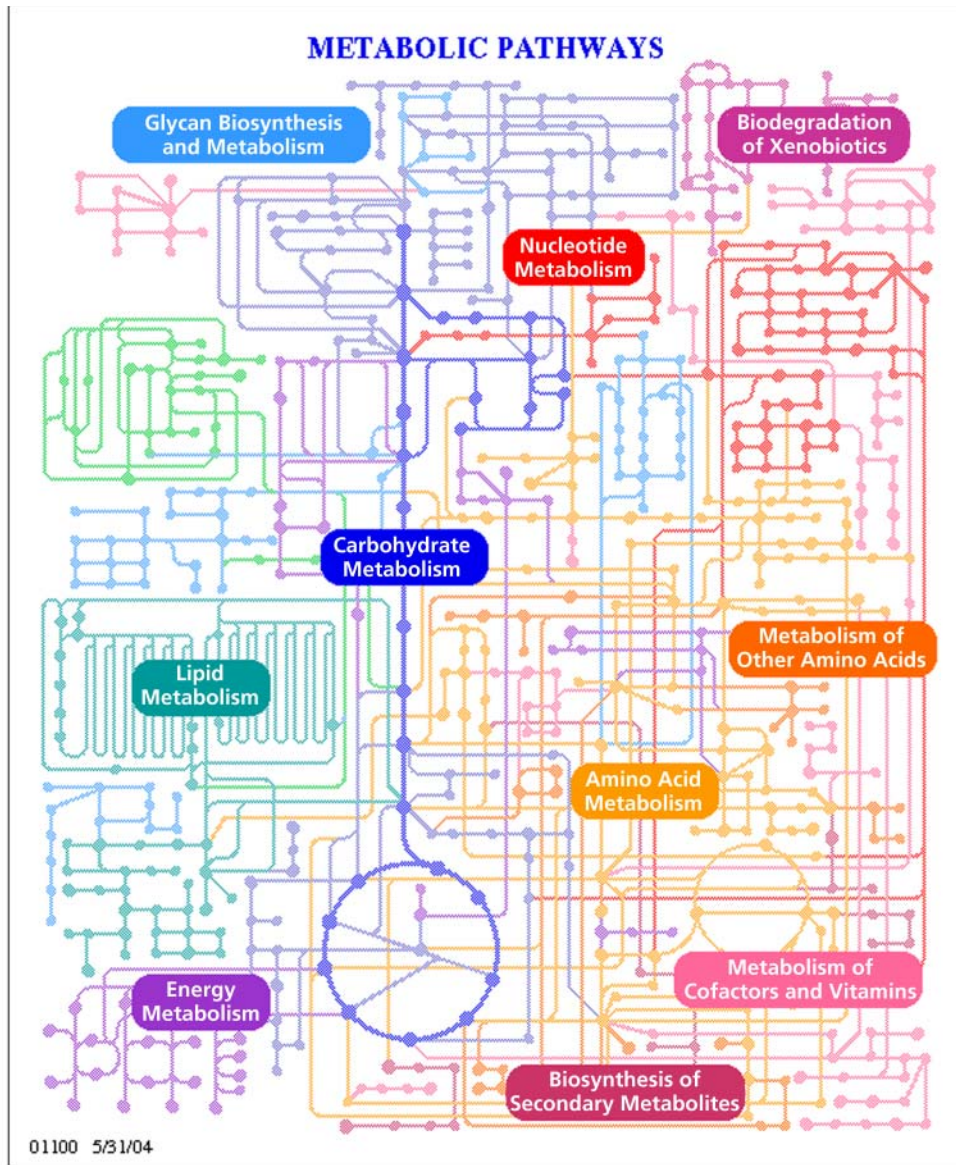 METABOLIC PATHWAYS
Glycan Biosynthesis
and Metabolism
Biodegradation
of Xenobiotics
Nucleotide
Metabolism
Carbohydrate
Metabolism
Metabolism of
Other Amino Acids
Lipid
Metabolism
Amino Acid
Metabolism
Metabolism of
Cofactors and Vitamins
Energy
Metabolism
Biosynthesis of
Secondary Metabolites
01100 5/31/04